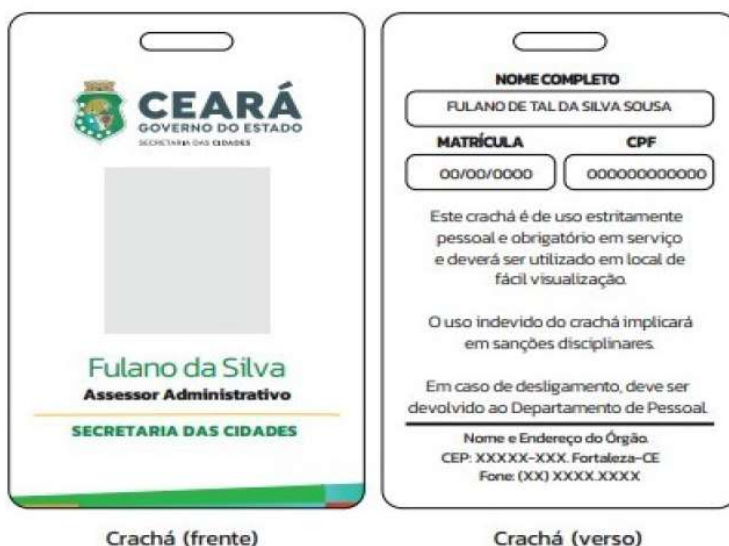 CEARÁ
GOVERNO DO ESTADO
SECRETARIA DAS CIDADES
Fulano da Silva
Assessor Administrativo
SECRETARIA DAS CIDADES
Crachá (frente)
NOME COMPLETO
FULANO DE TAL DA SILVA SOUSA
MATRÍCULA CPF
00/00/0000 000000000000
Este crachá é de uso estritamente
pessoal e obrigatório em serviço
e deverá ser utilizado em local de
fácil visualização.
O uso indevido do crachá implicará
em sanções disciplinares.
Em caso de desligamento, deve ser
devolvido ao Departamento de Pessoal.
Nome e Endereço do Órgão.
CEP: XXXXX-XXX. Fortaleza-CE
Fone: (XX) XXXX.XXXX
Crachá (verso)